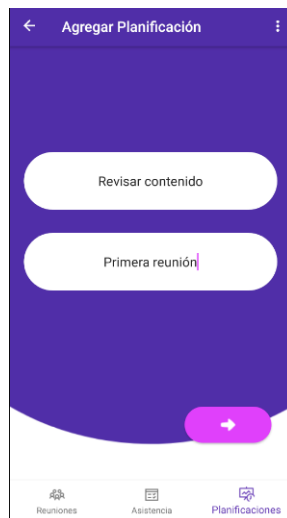 Agregar Planificación
Revisar contenido
Primera reunión
Reuniones
Asistencia
Planificaciones